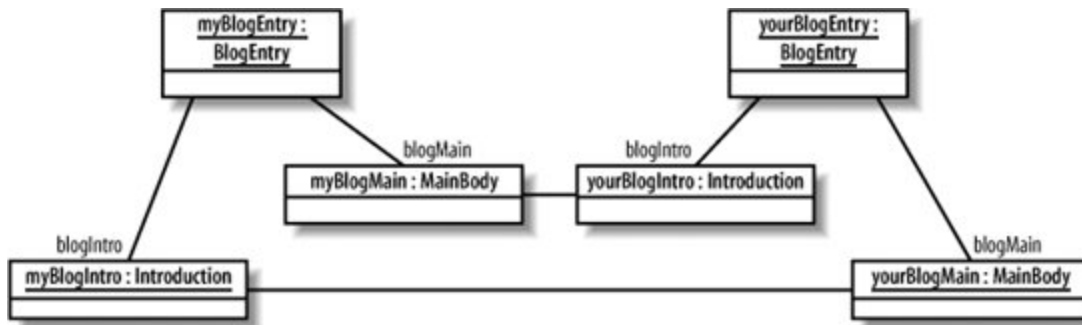 myBlogEntry :
BlogEntry
yourBlogEntry :
BlogEntry
blogMain
blogIntro
myBlogMain : MainBody
yourBlogIntro : Introduction
blogIntro
blogMain
myBlogIntro : Introduction
yourBlogMain : MainBody